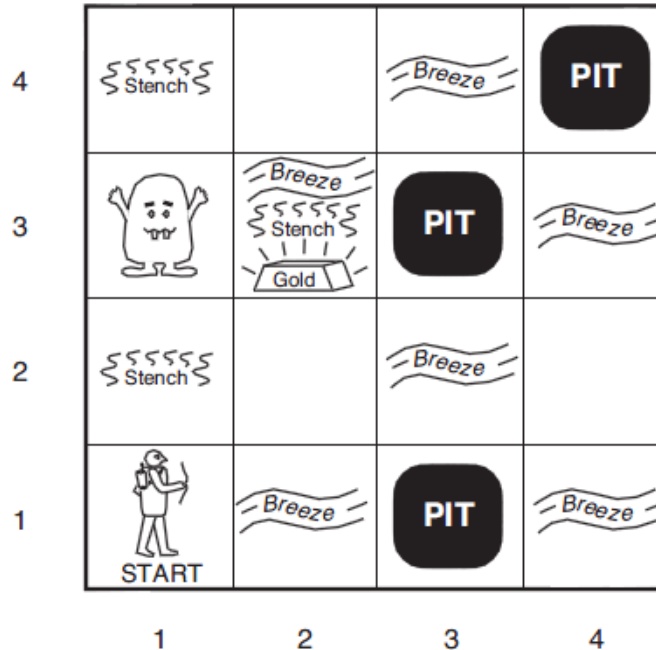 4
Stench
Breeze
PIT
3
Breeze
Stench
Gold
PIT
Breeze
2
Stench
Breeze
1
START
Breeze
PIT
Breeze
1 2 3 4